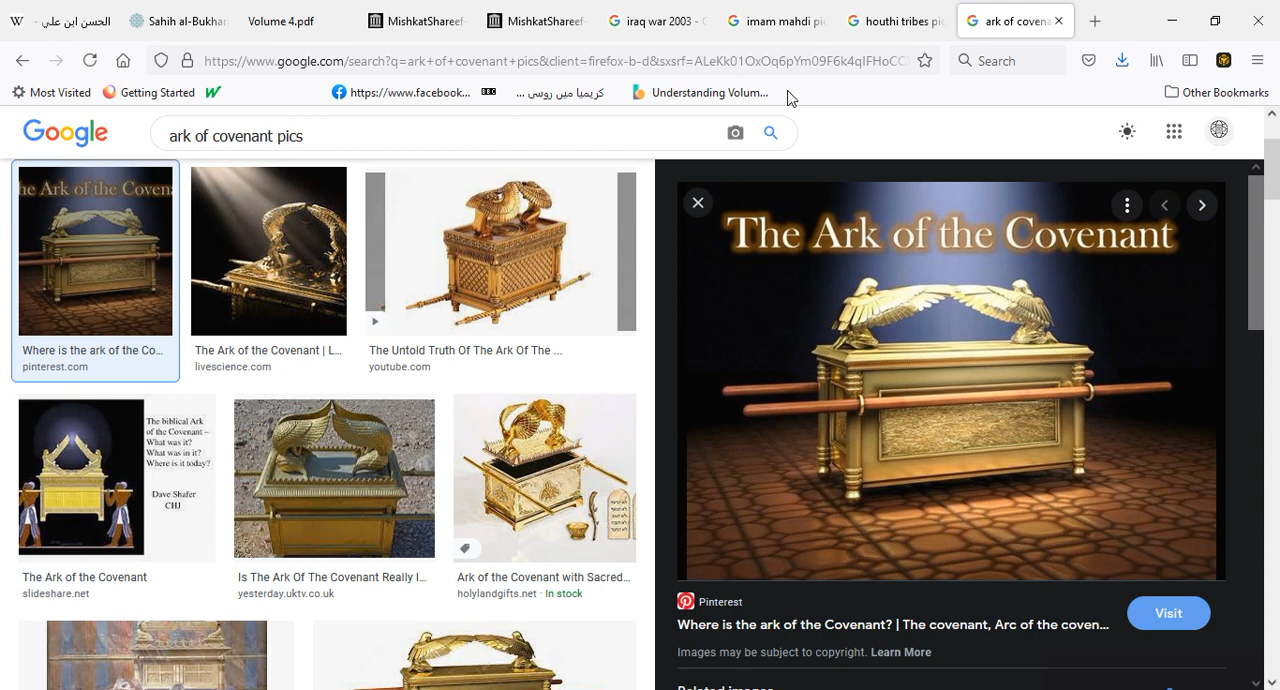 الحسن ابن علي -
Sahih al-Bukhari
Volume 4.pdf
MishkatShareef-
MishkatShareef-
iraq war 2003 - G
imam mahdi pic
houthi tribes pic
ark of covenan
https://www.google.com/search?q=ark+of+covenant+pics&client=firefox-b-d&sxsrf=ALeKk01OxOq6pYm09F6k4qIFHoCC
Search
Most Visited
Getting Started
https://www.facebook...
BBC
کریمیا میں روسی ...
Understanding Volum...
Other Bookmarks
Google
ark of covenant pics
The Ark of the Covenant
he Ark of the Coven
Where is the ark of the Co...
pinterest.com
The Ark of the Covenant | L...
livescience.com
The Untold Truth Of The Ark Of The ...
youtube.com
The biblical Ark
of the Covenant –
What was it?
What was in it?
Where is it today?
Dave Shafer
CHJ
The Ark of the Covenant
slideshare.net
Is The Ark Of The Covenant Really I...
yesterday.uktv.co.uk
Ark of the Covenant with Sacred...
holylandgifts.net · In stock
Pinterest
Where is the ark of the Covenant? | The covenant, Arc of the coven...
Visit
Images may be subject to copyright. Learn More
Related images